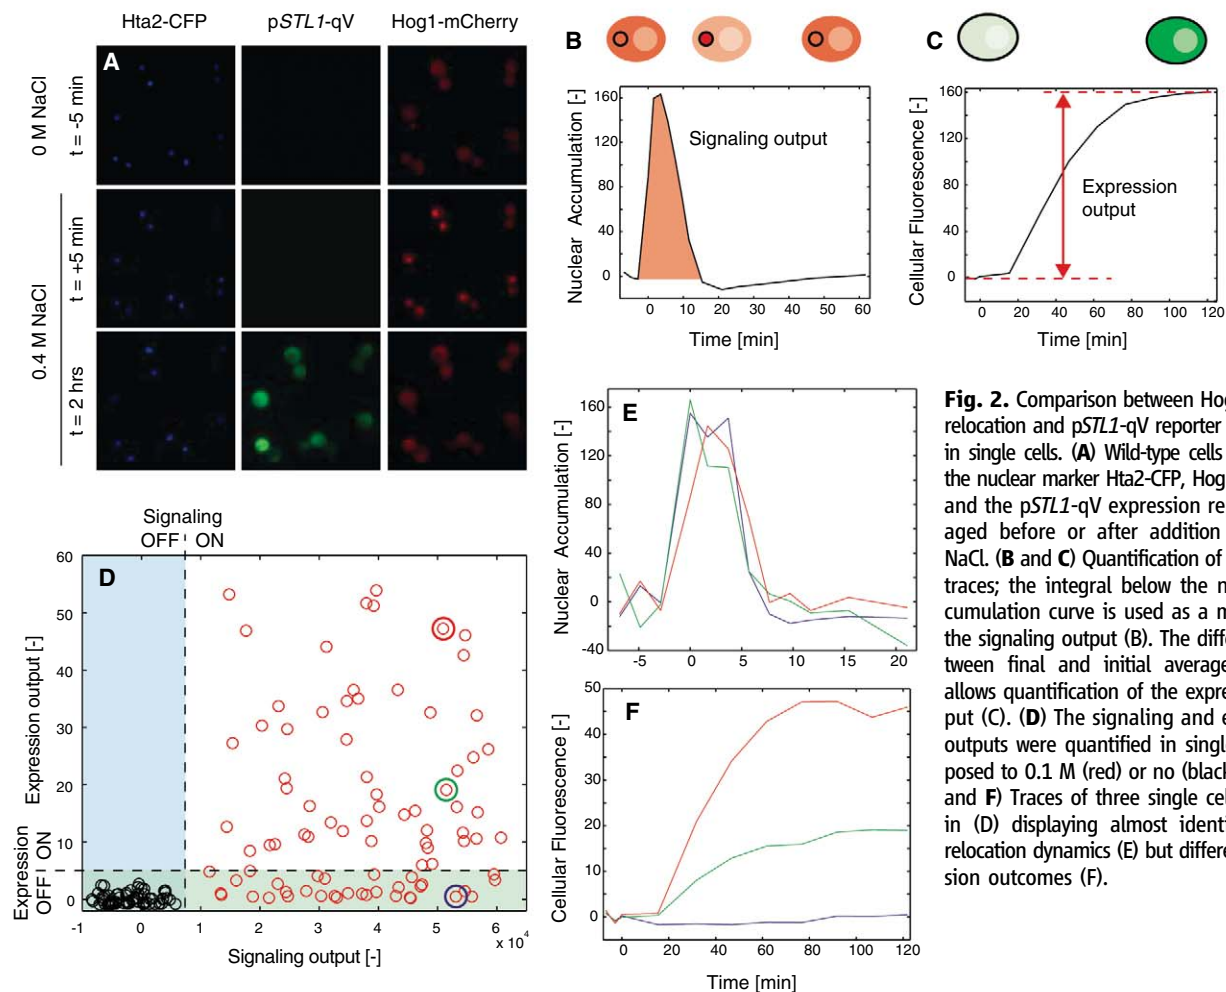 Hta2-CFP pSTL1-qV Hog1-mCherry
A
0 M NaCl
t = -5 min
0.4 M NaCl
t = +5 min
t = 2 hrs
B
Nuclear Accumulation [-]
160
120
80
40
0
Signaling output
0 10 20 30 40 50 60
Time [min]
C
Cellular Fluorescence [-]
160
120
80
40
0
Expression
output
0 20 40 60 80 100 120
Time [min]
Signaling
OFF ON
D
Expression output [-]
60
50
40
30
20
10
0
Expression
OFF ON
-1 0 1 2 3 4 5 6
x 10^4
Signaling output [-]
E
Nuclear Accumulation [-]
160
120
80
40
0
-40
-5 0 5 10 15 20
F
Cellular Fluorescence [-]
50
40
30
20
10
0
0 20 40 60 80 100 120
Time [min]
Fig. 2. Comparison between Hog
relocation and pSTL1-qV reporter
in single cells. (A) Wild-type cells
the nuclear marker Hta2-CFP, Hog
and the pSTL1-qV expression re
aged before or after addition
NaCl. (B and C) Quantification of
traces; the integral below the n
cumulation curve is used as a m
the signaling output (B). The diffe
tween final and initial average
allows quantification of the expre
put (C). (D) The signaling and e
outputs were quantified in single
posed to 0.1 M (red) or no (black
and F) Traces of three single cel
in (D) displaying almost identi
relocation dynamics (E) but differe
sion outcomes (F).